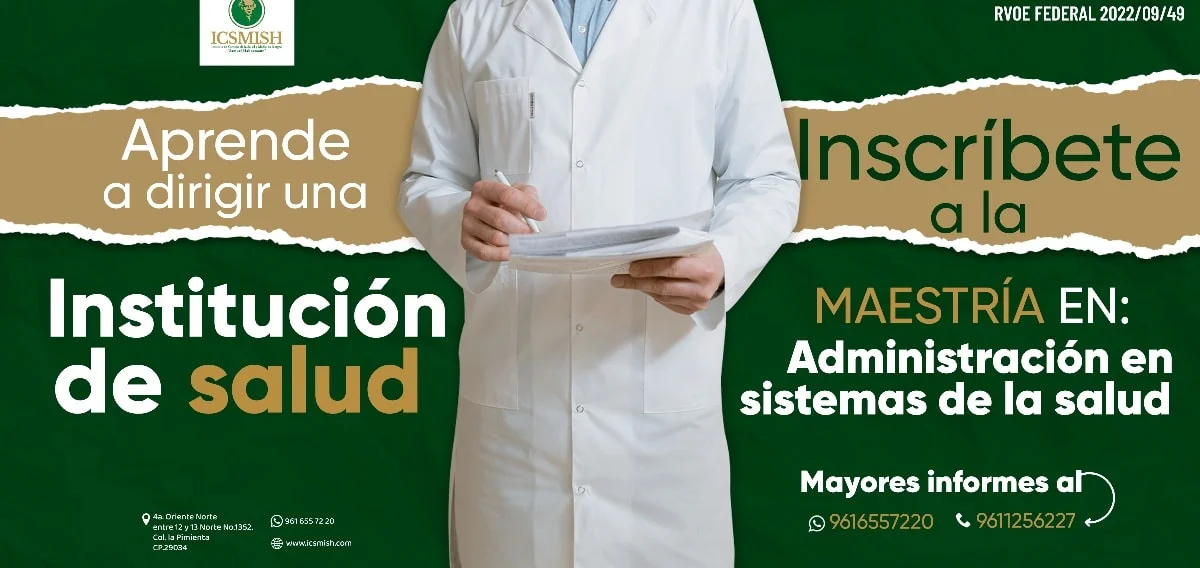 ICSMISH
RVOE FEDERAL 2022/09/49
Aprende
a dirigir una
Institución
de salud
Inscríbete
a la
MAESTRÍA EN:
Administración en
sistemas de la salud
Mayores informes al
9616557220 9611256227
4a. Oriente Norte
entre 12 y 13 Norte No.1352.
Col. la Pimienta
CP.29034
961 655 72 20
www.icsmish.com